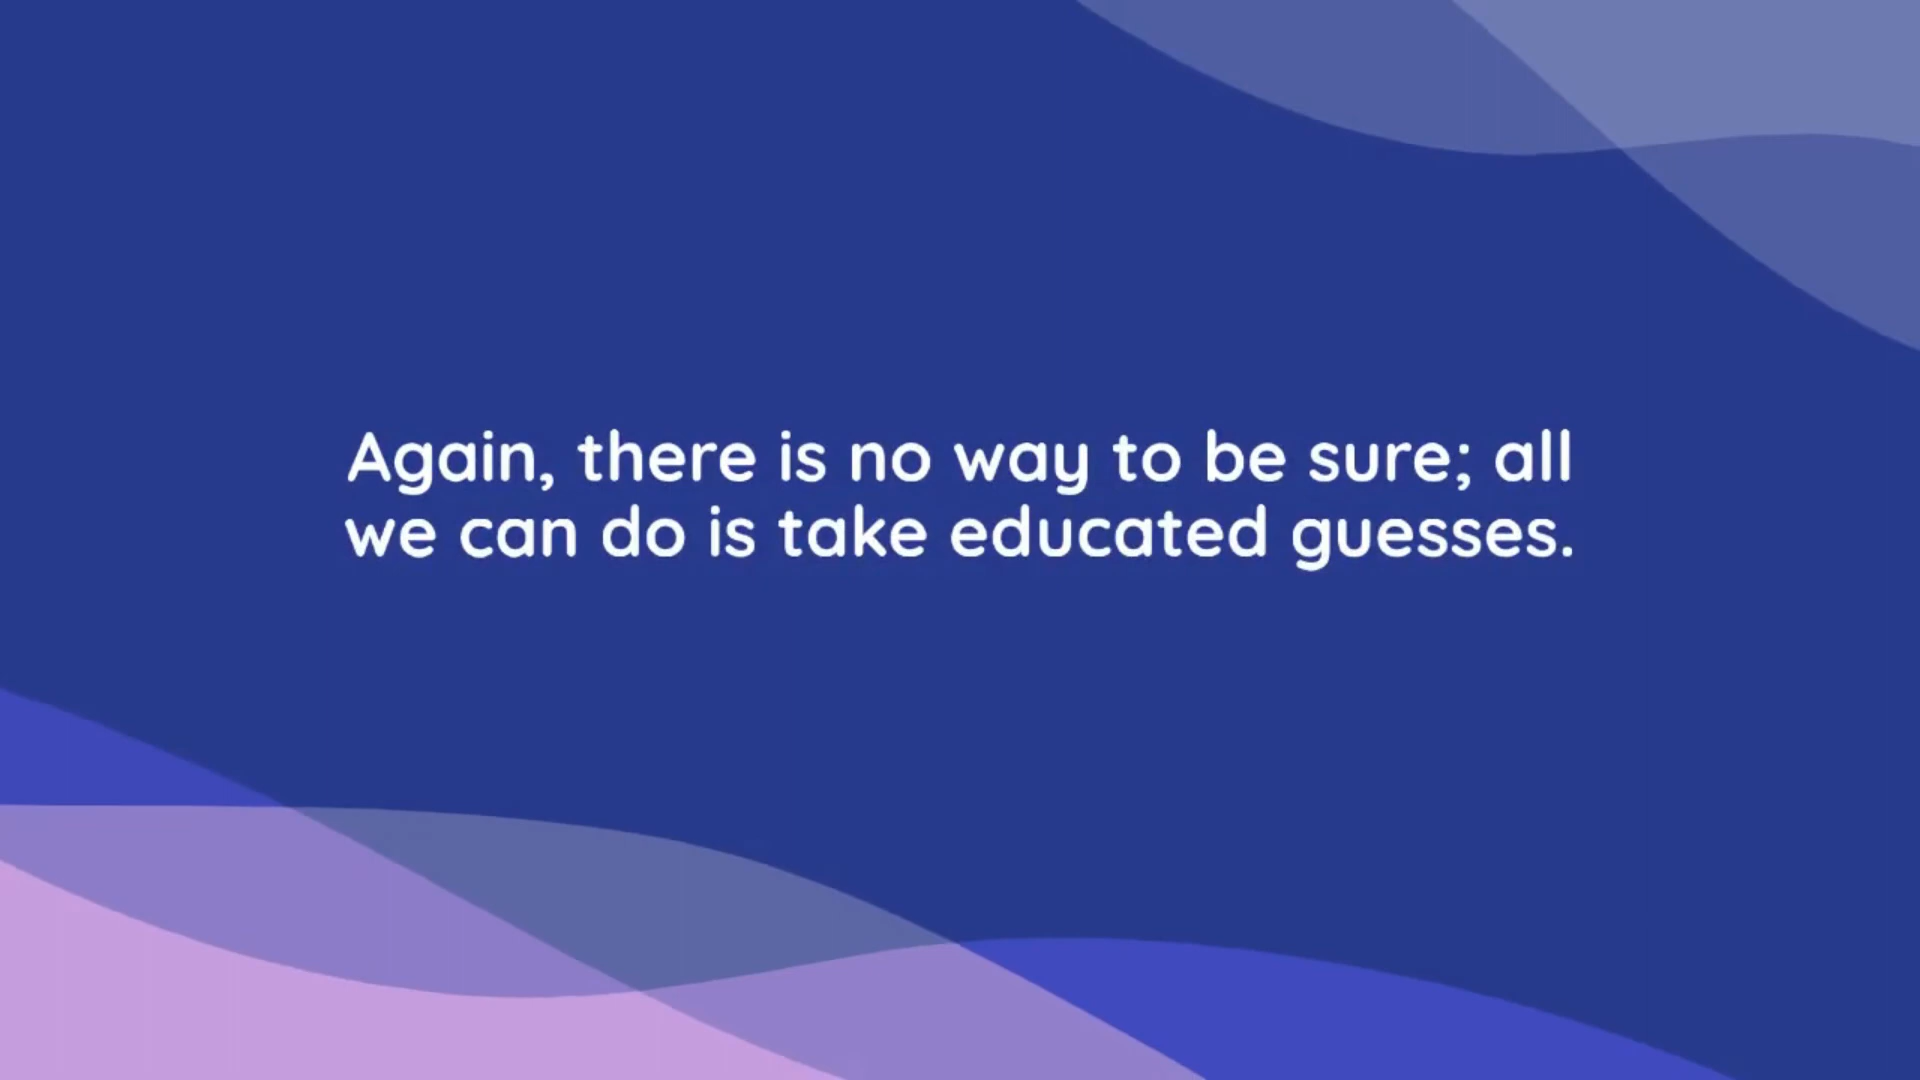 Again, there is no way to be sure; all
we can do is take educated guesses.